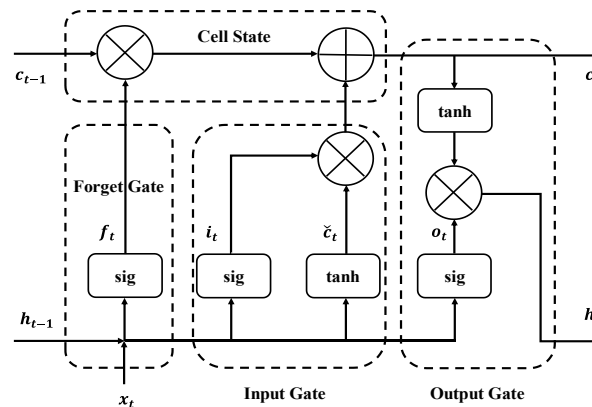 Cell State
c_{t-1}
c
tanh
Forget Gate
f_t
i_t
č_t
o_t
sig
sig
tanh
sig
h_{t-1}
h
x_t
Input Gate
Output Gate